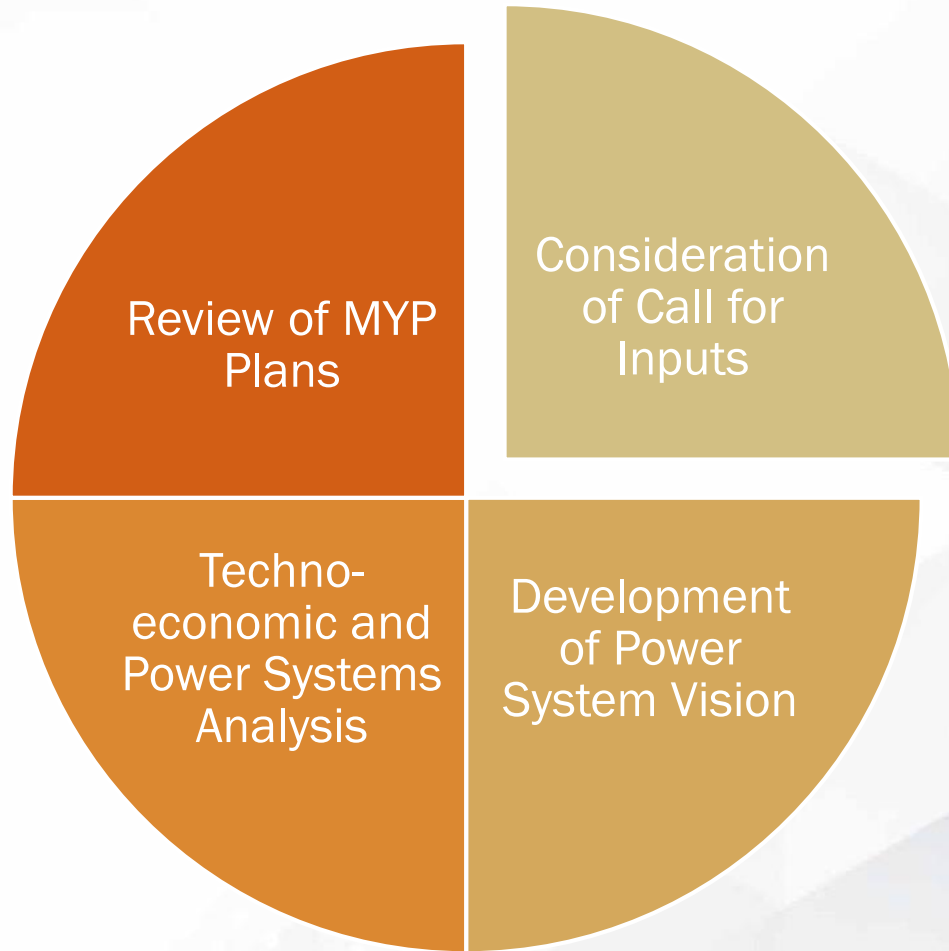 Review of MYP
Plans
Consideration
of Call for
Inputs
Techno-
economic and
Power Systems
Analysis
Development
of Power
System Vision